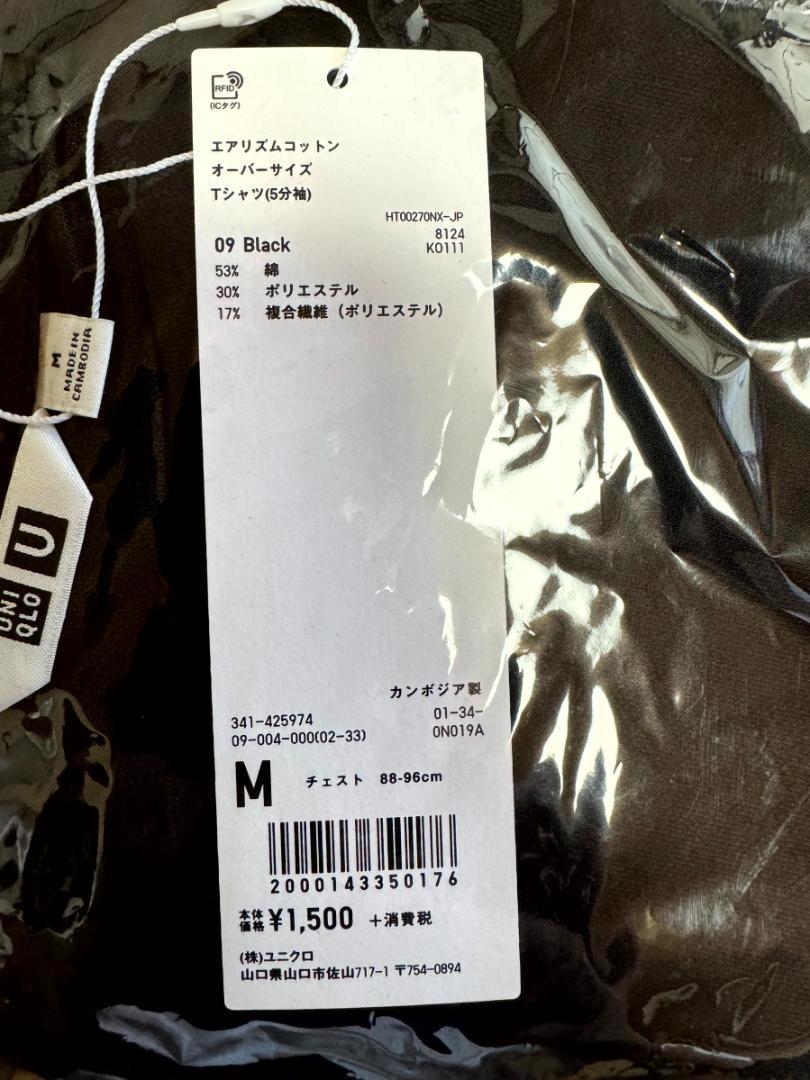 RFID
(ICタグ)
エアリズムコットン
オーバーサイズ
Tシャツ(5分袖)
HT00270NX-JP
8124
K0111
09 Black
53% 綿
30% ポリエステル
17% 複合繊維（ポリエステル）
M
MADE IN
CAMBODIA
U
UNI
QLO
カンボジア製
341-425974
01-34-
09-004-000(02-33)
0N019A
M チェスト 88-96cm
2000143350176
本体価格 ¥1,500 +消費税
(株)ユニクロ
山口県山口市佐山717-1 〒754-0894